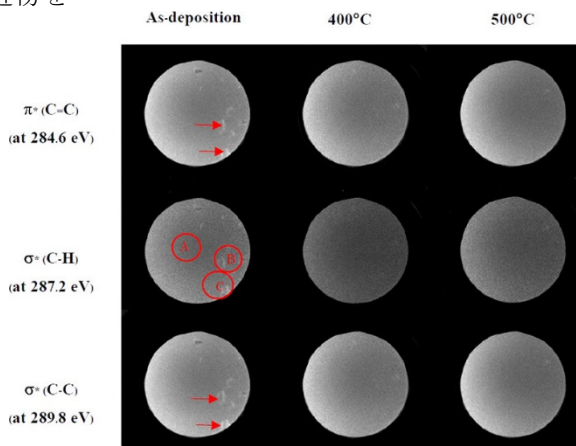 As-deposition 400°C 500°C
π* (C=C)
(at 284.6 eV)
σ* (C-H)
(at 287.2 eV)
A
B
C
σ* (C-C)
(at 289.8 eV)